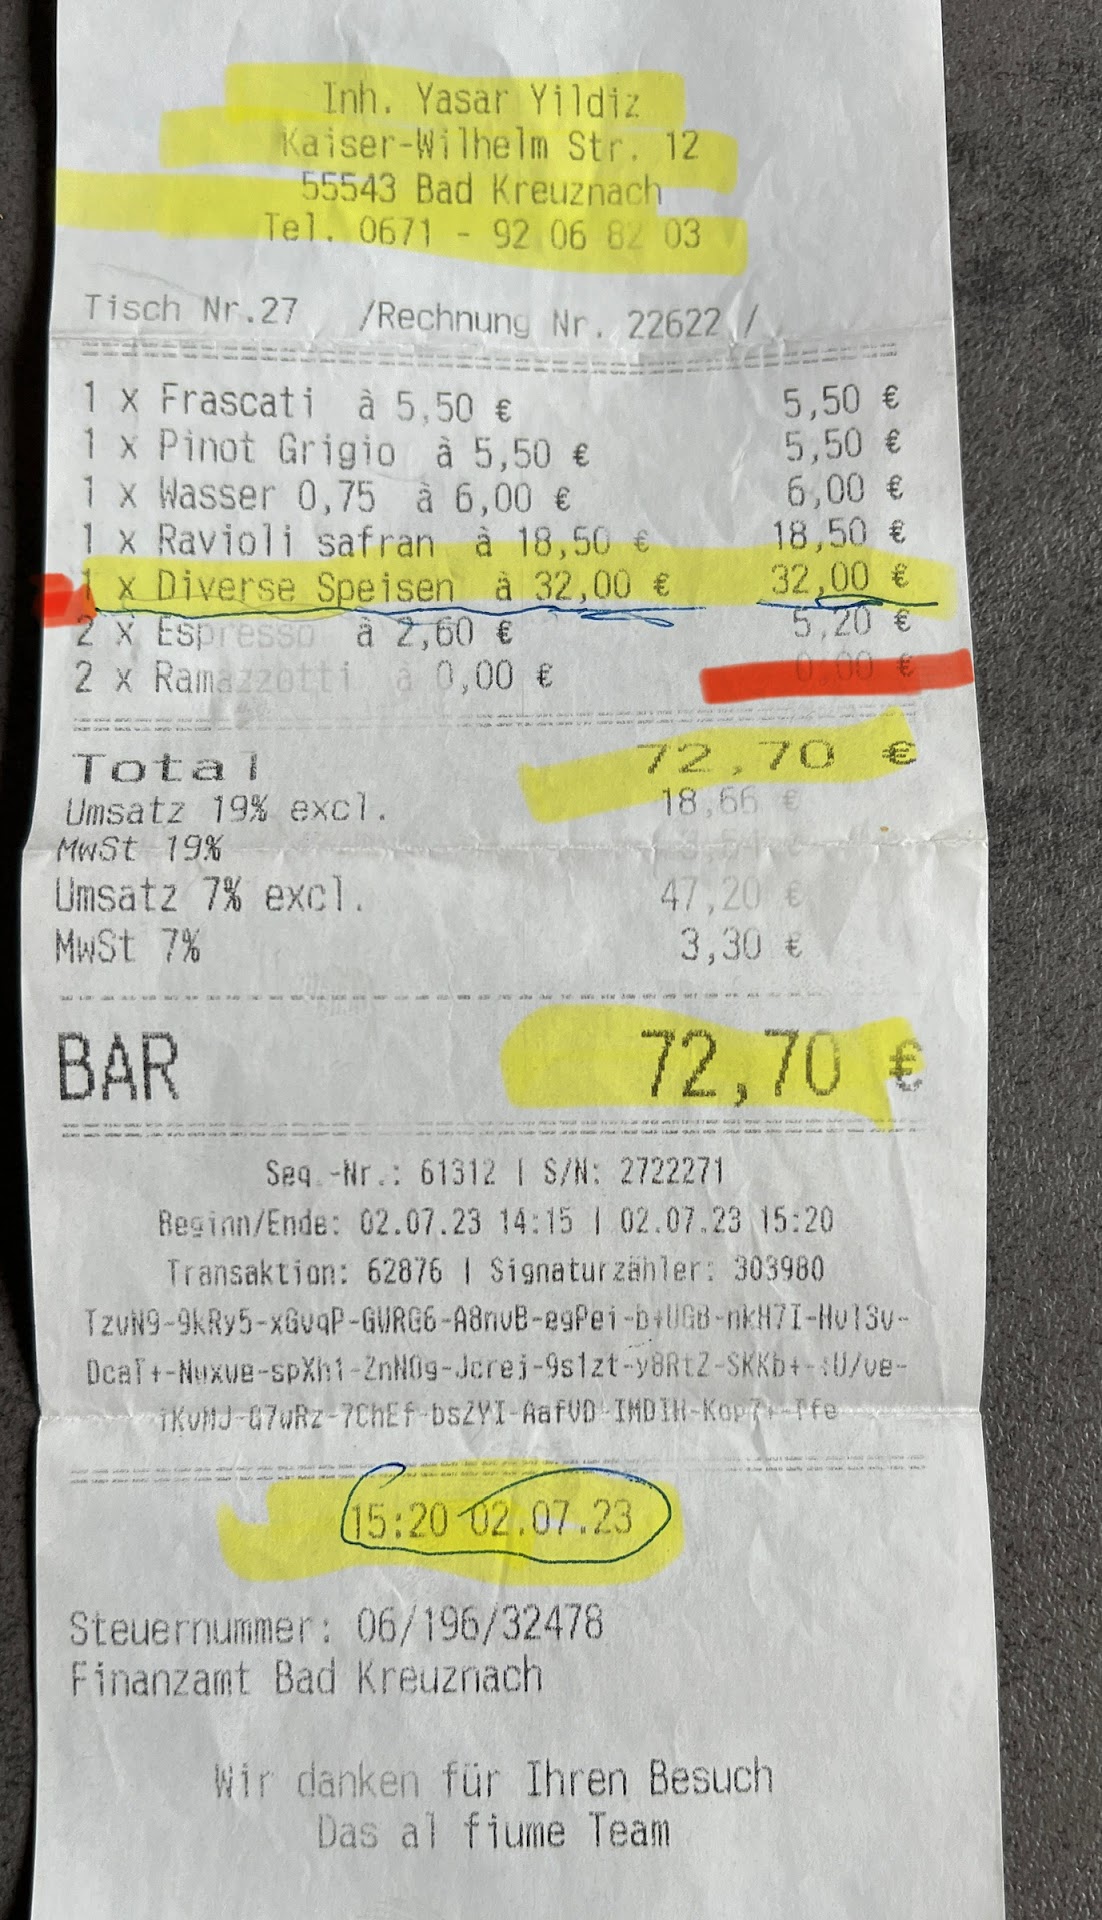 Inh. Yasar Yildiz
Kaiser-Wilhelm Str. 12
55543 Bad Kreuznach
Tel. 0671 - 92 06 82 03
Tisch Nr.27 /Rechnung Nr. 22622 /
1 x Frascati à 5,50 € 5,50 €
1 x Pinot Grigio à 5,50 € 5,50 €
1 x Wasser 0,75 à 6,00 € 6,00 €
1 x Ravioli safran à 18,50 € 18,50 €
1 x Diverse Speisen à 32,00 € 32,00 €
2 x Espresso à 2,60 € 5,20 €
2 x Ramazzotti à 0,00 € 0,00 €
Total 72,70 €
Umsatz 19% excl. 18,66 €
MwSt 19% 3,54 €
Umsatz 7% excl. 47,20 €
MwSt 7% 3,30 €
BAR 72,70 €
Seq.-Nr.: 61312 | S/N: 2722271
Beginn/Ende: 02.07.23 14:15 | 02.07.23 15:20
Transaktion: 62876 | Signaturzähler: 303980
15:20 02.07.23
Steuernummer: 06/196/32478
Finanzamt Bad Kreuznach
Wir danken für Ihren Besuch
Das al fiume Team